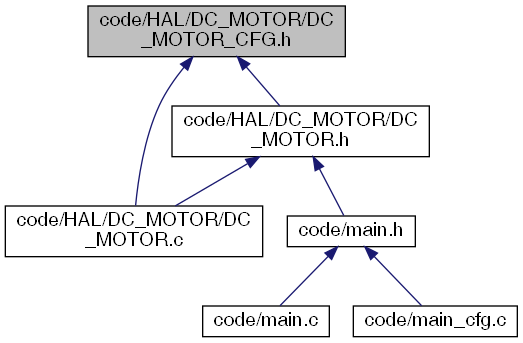 code/HAL/DC_MOTOR/DC
_MOTOR_CFG.h
code/HAL/DC_MOTOR/DC
_MOTOR.h
code/HAL/DC_MOTOR/DC
_MOTOR.c
code/main.h
code/main.c
code/main_cfg.c